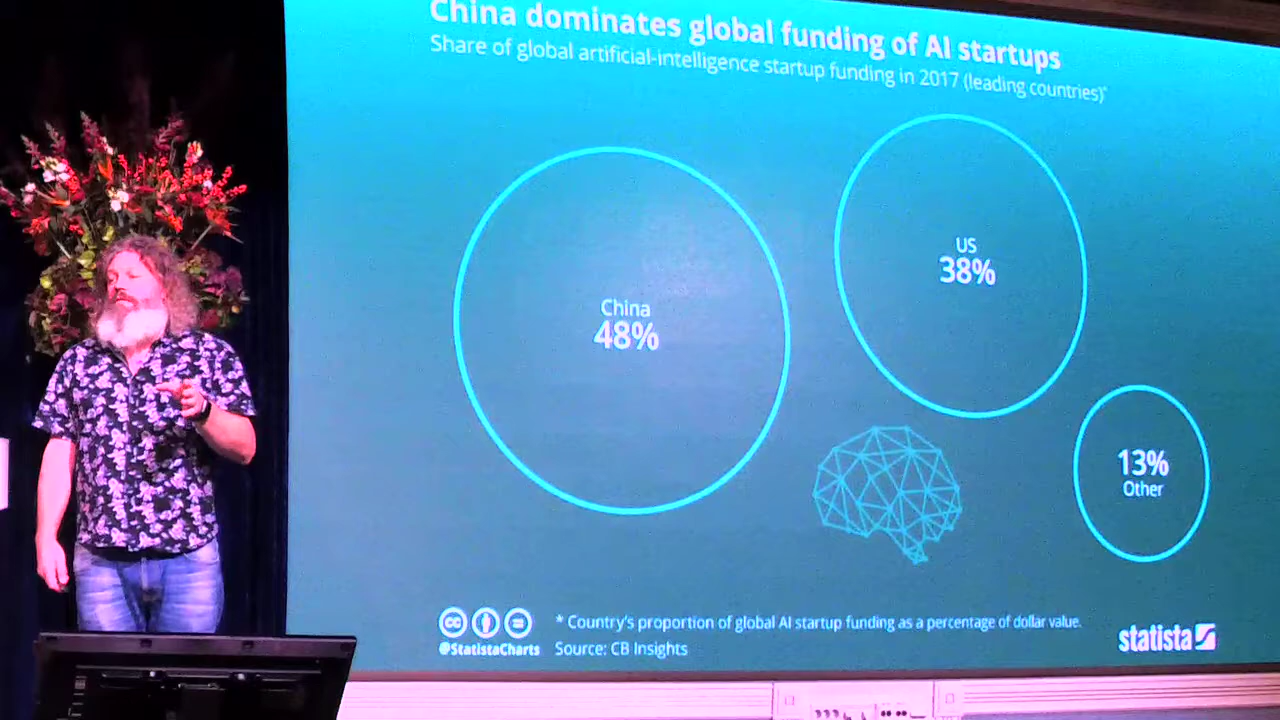 China dominates global funding of AI startups
Share of global artificial-intelligence startup funding in 2017 (leading countries)*
China
48%
US
38%
13%
Other
* Country's proportion of global AI startup funding as a percentage of dollar value.
@StatistaCharts Source: CB Insights
cc
statista